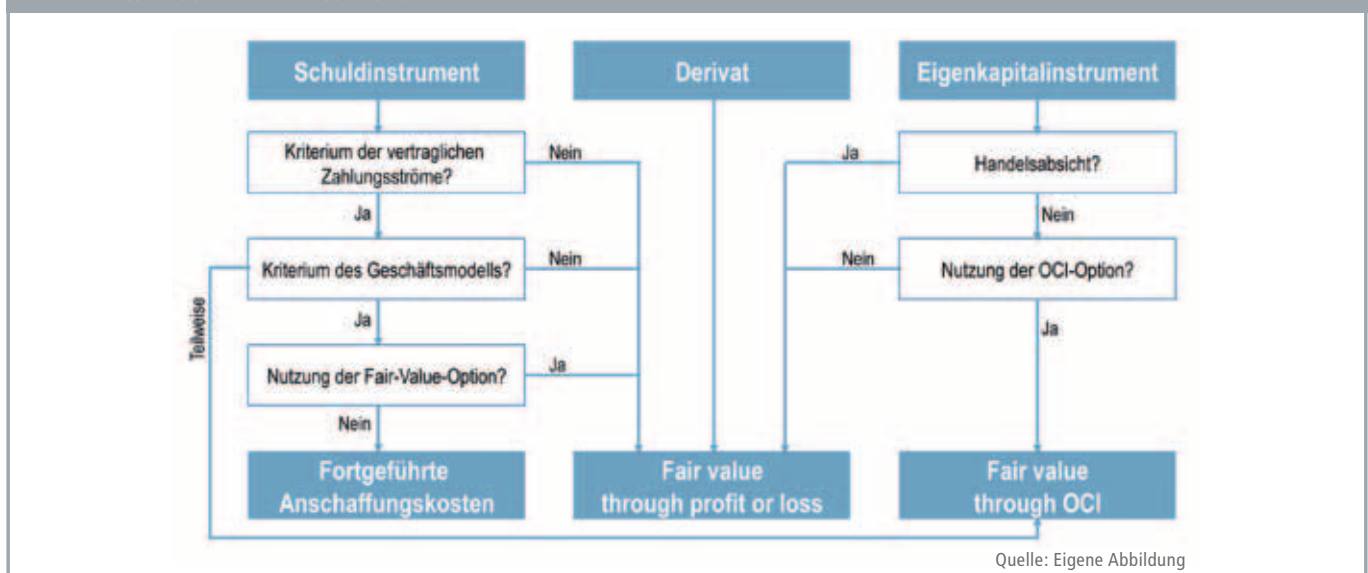 Schuldinstrument
Derivat
Eigenkapitalinstrument
Kriterium der vertraglichen
Zahlungsströme?
Nein
Ja
Handelsabsicht?
Ja
Nein
Kriterium des Geschäftsmodells?
Nein
Nein
Nutzung der OCI-Option?
Teilweise
Ja
Ja
Nutzung der Fair-Value-Option?
Ja
Nein
Fortgeführte
Anschaffungskosten
Fair value
through profit or loss
Fair value
through OCI
Quelle: Eigene Abbildung